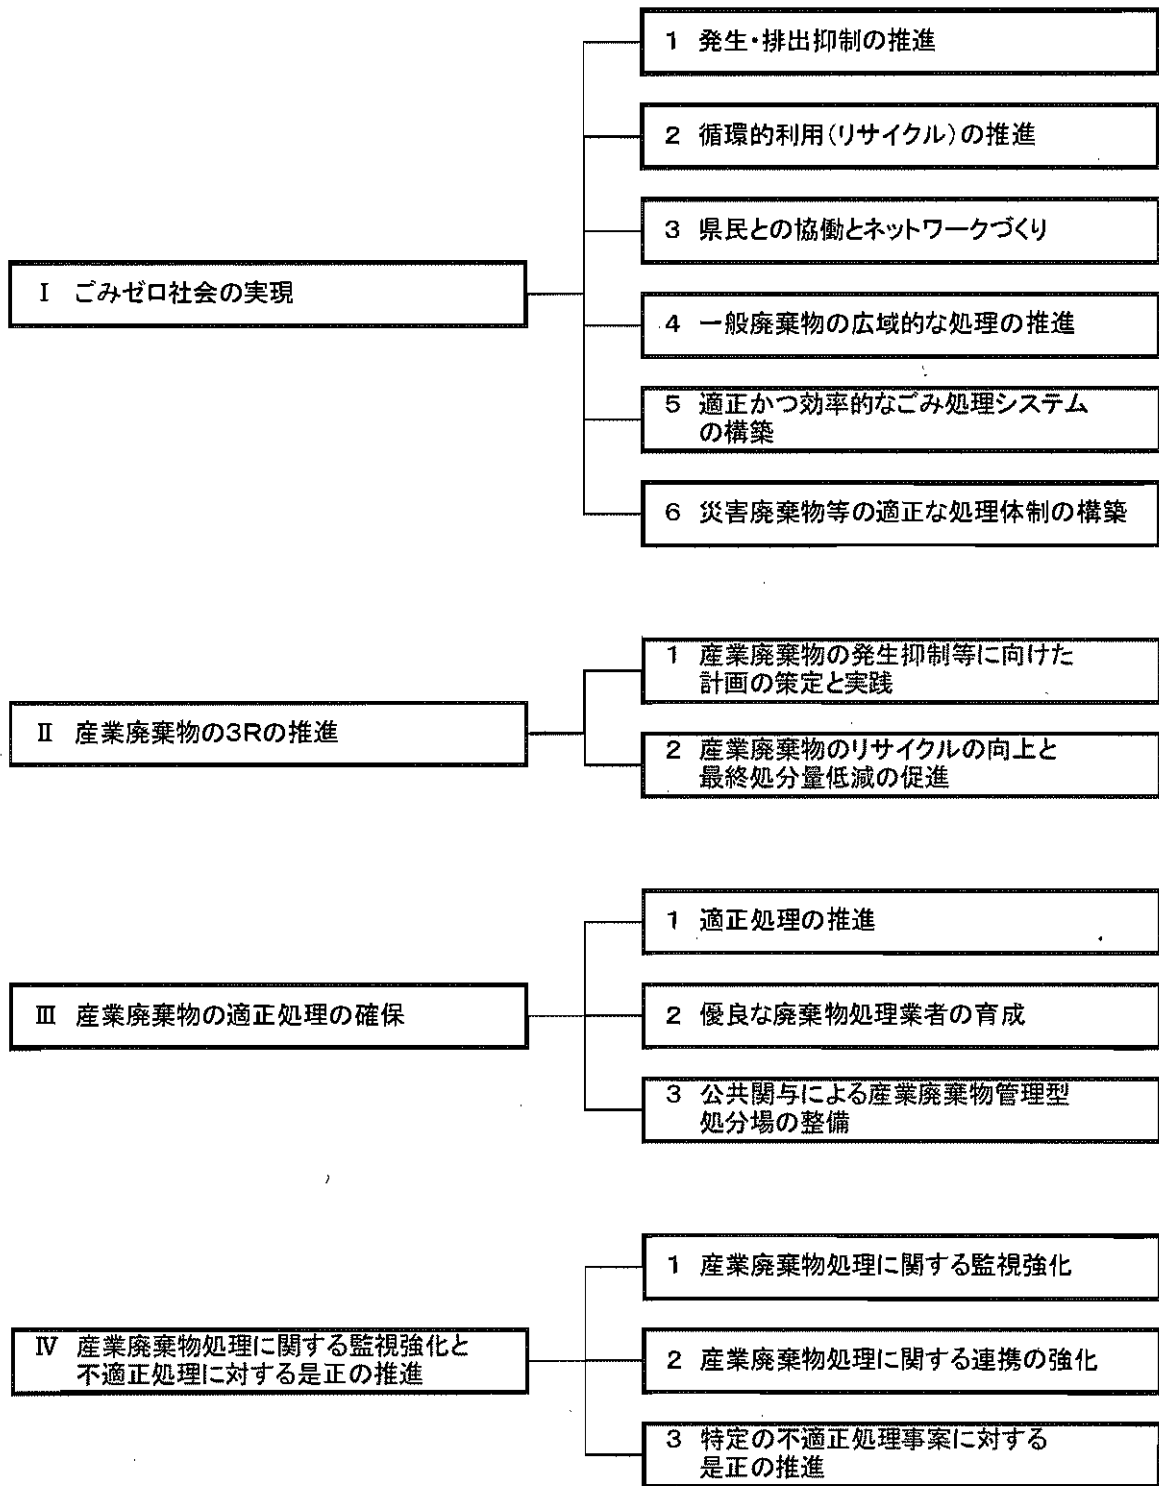 Ⅰ ごみゼロ社会の実現
1 発生・排出抑制の推進
2 循環的利用(リサイクル)の推進
3 県民との協働とネットワークづくり
4 一般廃棄物の広域的な処理の推進
5 適正かつ効率的なごみ処理システム
の構築
6 災害廃棄物等の適正な処理体制の構築
Ⅱ 産業廃棄物の3Rの推進
1 産業廃棄物の発生抑制等に向けた
計画の策定と実践
2 産業廃棄物のリサイクルの向上と
最終処分量低減の促進
Ⅲ 産業廃棄物の適正処理の確保
1 適正処理の推進
2 優良な廃棄物処理業者の育成
3 公共関与による産業廃棄物管理型
処分場の整備
Ⅳ 産業廃棄物処理に関する監視強化と
不適正処理に対する是正の推進
1 産業廃棄物処理に関する監視強化
2 産業廃棄物処理に関する連携の強化
3 特定の不適正処理事案に対する
是正の推進